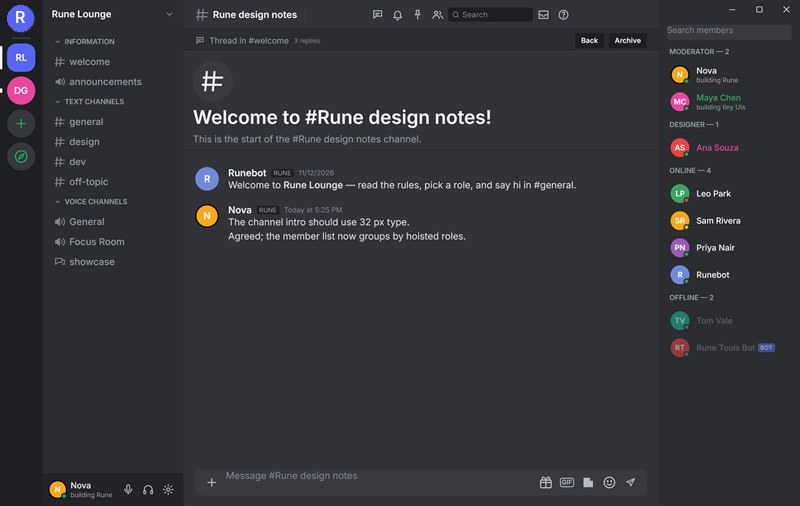 R
RL
DG
Rune Lounge
INFORMATION
welcome
announcements
TEXT CHANNELS
general
design
dev
off-topic
VOICE CHANNELS
General
Focus Room
showcase
N
Nova
building Rune
Rune design notes
Search
Thread in #welcome 3 replies
Back
Archive
Welcome to #Rune design notes!
This is the start of the #Rune design notes channel.
R
Runebot RUNE 11/12/2026
Welcome to Rune Lounge — read the rules, pick a role, and say hi in #general.
N
Nova RUNE Today at 5:25 PM
The channel intro should use 32 px type.
Agreed; the member list now groups by hoisted roles.
Message #Rune design notes
GIF
Search members
MODERATOR — 2
N
Nova
building Rune
MC
Maya Chen
building tiny UIs
DESIGNER — 1
AS
Ana Souza
ONLINE — 4
LP
Leo Park
SR
Sam Rivera
PN
Priya Nair
R
Runebot
OFFLINE — 2
TV
Tom Vale
RT
Rune Tools Bot BOT